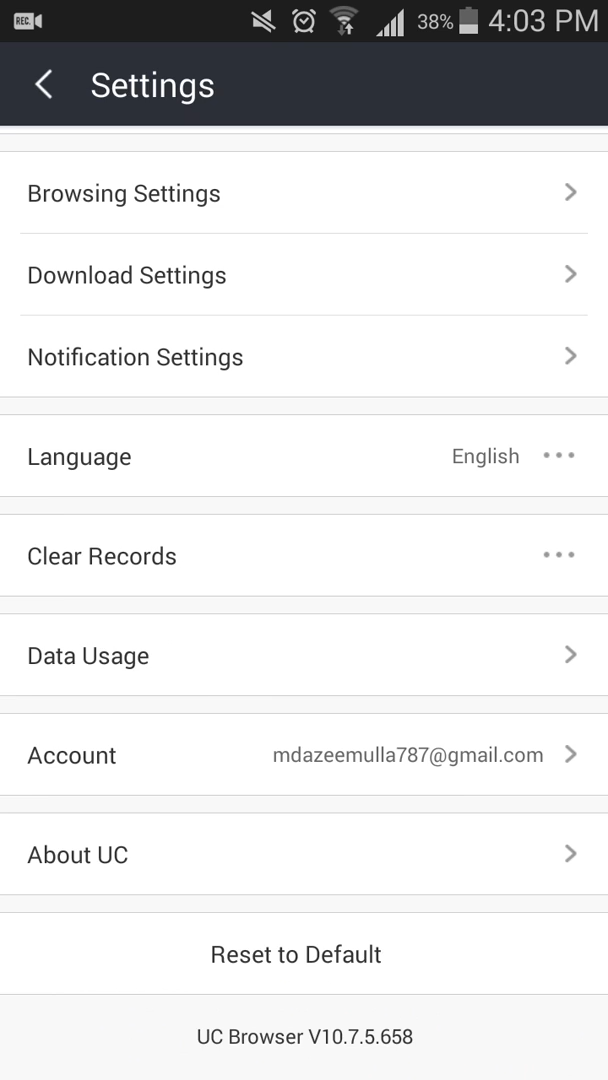 REC. 38% 4:03 PM
Settings
Browsing Settings
Download Settings
Notification Settings
Language English
Clear Records
Data Usage
Account mdazeemulla787@gmail.com
About UC
Reset to Default
UC Browser V10.7.5.658